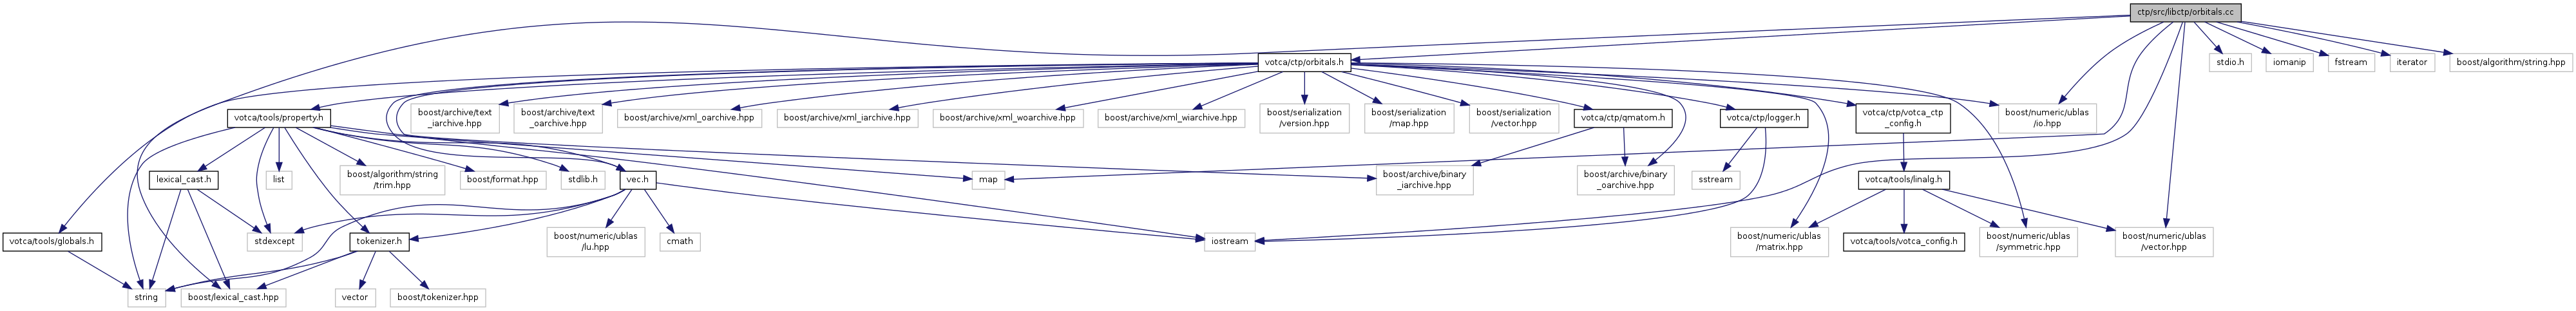 ctp/src/libctp/orbitals.cc
votca/ctp/orbitals.h
stdio.h
iomanip
fstream
iterator
boost/algorithm/string.hpp
votca/tools/property.h
boost/archive/text
_iarchive.hpp
boost/archive/text
_oarchive.hpp
boost/archive/xml_oarchive.hpp
boost/archive/xml_iarchive.hpp
boost/archive/xml_woarchive.hpp
boost/archive/xml_wiarchive.hpp
boost/serialization
/version.hpp
boost/serialization
/map.hpp
boost/serialization
/vector.hpp
votca/ctp/qmatom.h
votca/ctp/logger.h
votca/ctp/votca_ctp
_config.h
boost/numeric/ublas
/io.hpp
lexical_cast.h
list
boost/algorithm/string
/trim.hpp
boost/format.hpp
stdlib.h
vec.h
map
boost/archive/binary
_iarchive.hpp
boost/archive/binary
_oarchive.hpp
sstream
votca/tools/linalg.h
votca/tools/globals.h
stdexcept
tokenizer.h
boost/numeric/ublas
/lu.hpp
cmath
iostream
boost/numeric/ublas
/matrix.hpp
votca/tools/votca_config.h
boost/numeric/ublas
/symmetric.hpp
boost/numeric/ublas
/vector.hpp
string
boost/lexical_cast.hpp
vector
boost/tokenizer.hpp